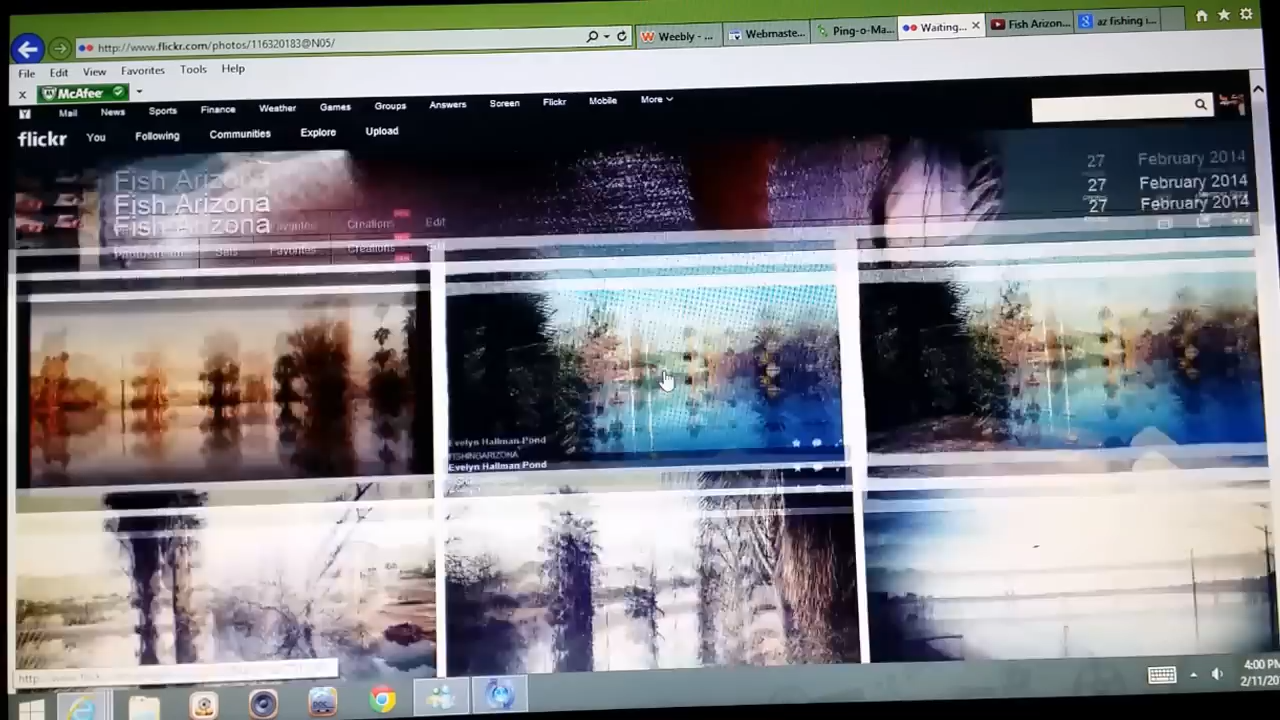 http://www.flickr.com/photos/116320183@N05/
Weebly - ...
Webmaste...
Ping-o-Ma...
Waiting...
Fish Arizon...
az fishing i...
File Edit View Favorites Tools Help
x McAfee
Mail News Sports Finance Weather Games Groups Answers Screen Flickr Mobile More
flickr You Following Communities Explore Upload
Fish Arizona
27 February 2014
Fish Arizona
27 February 2014
Fish Arizona
27 February 2014
Favorites Creations Edit
Photostream Sets Favorites Creations
Evelyn Hallman Pond
FISHINGARIZONA
Evelyn Hallman Pond
4:00 PM